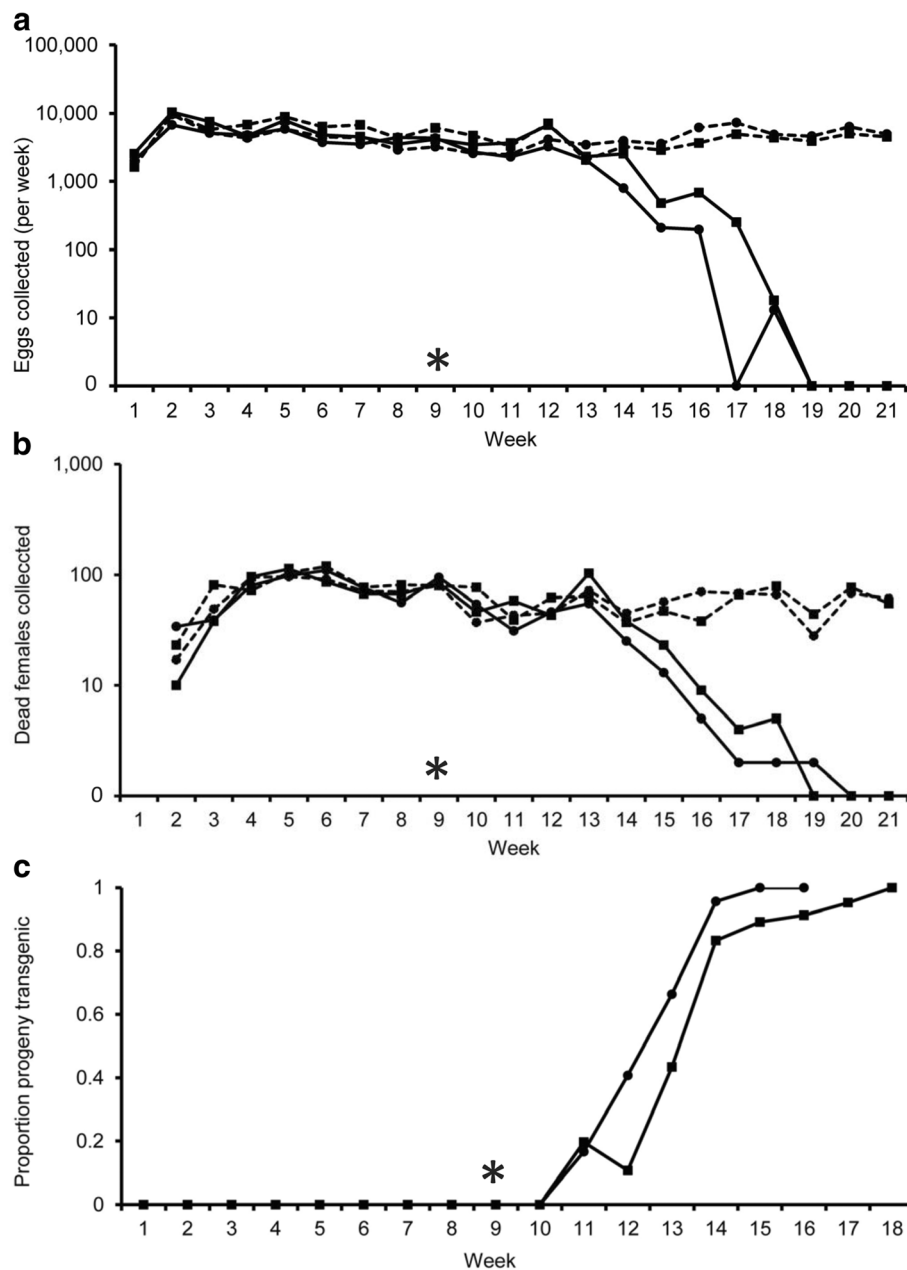 a
100,000
10,000
1,000
100
10
0
Eggs collected (per week)
*
1 2 3 4 5 6 7 8 9 10 11 12 13 14 15 16 17 18 19 20 21
Week
b
1,000
100
10
0
Dead females colleccted
*
1 2 3 4 5 6 7 8 9 10 11 12 13 14 15 16 17 18 19 20 21
Week
c
1
0.8
0.6
0.4
0.2
0
Proportion progeny transgenic
*
1 2 3 4 5 6 7 8 9 10 11 12 13 14 15 16 17 18
Week